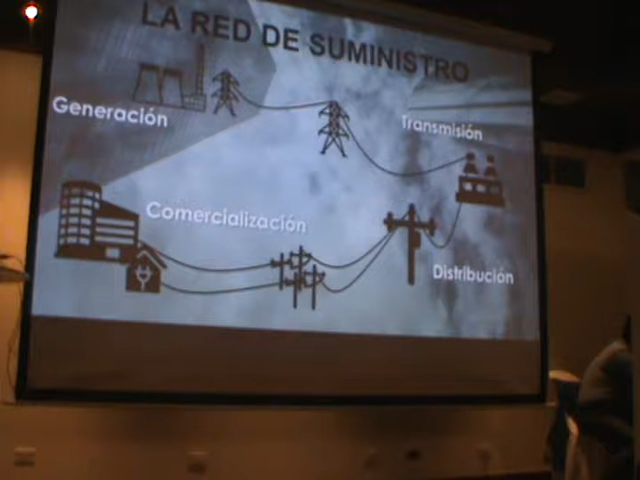 LA RED DE SUMINISTRO
Generación
Transmisión
Comercialización
Distribución